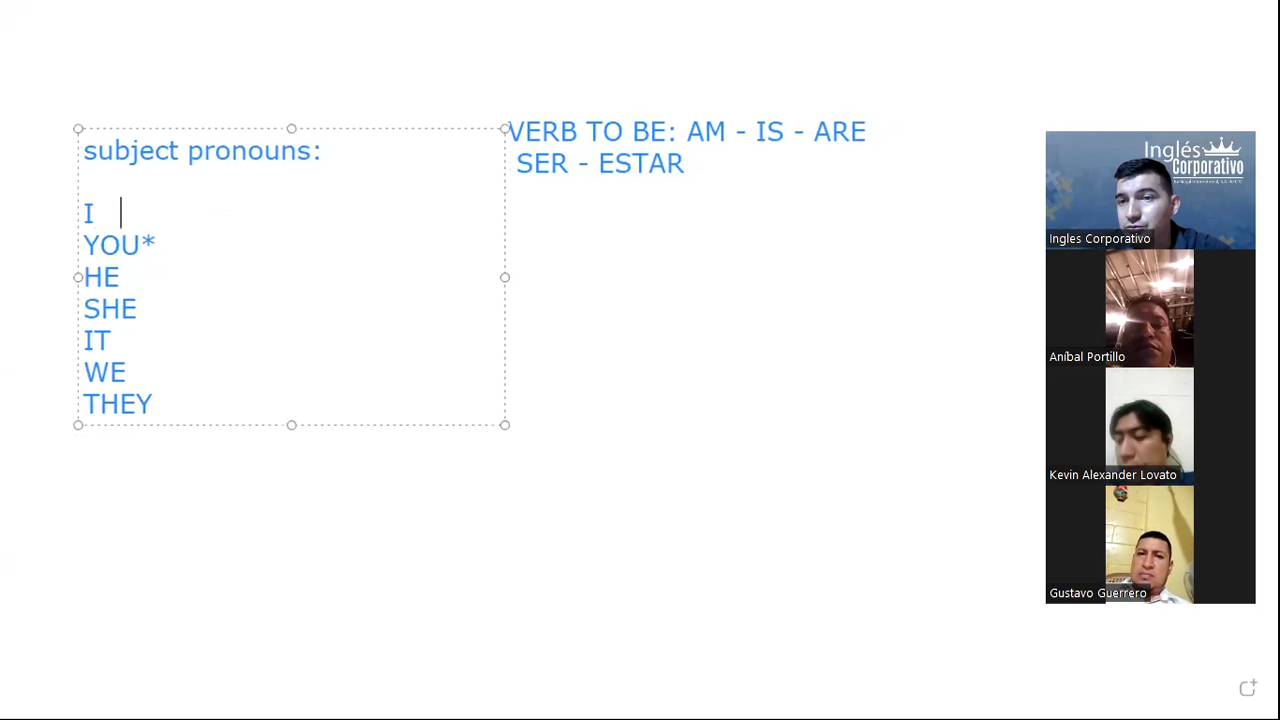 subject pronouns:
I
YOU*
HE
SHE
IT
WE
THEY
VERB TO BE: AM - IS - ARE
SER - ESTAR
Inglés
Corporativo
Ingles Corporativo
Aníbal Portillo
Kevin Alexander Lovato
Gustavo Guerrero